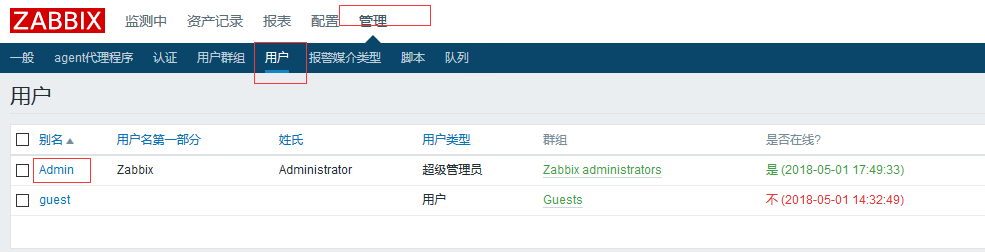 ZABBIX 监测中 资产记录 报表 配置 管理
一般 agent代理程序 认证 用户群组 用户 报警媒介类型 脚本 队列
用户
别名 用户名第一部分 姓氏 用户类型 群组 是否在线?
Admin Zabbix Administrator 超级管理员 Zabbix administrators 是 (2018-05-01 17:49:33)
guest 用户 Guests 不 (2018-05-01 14:32:49)